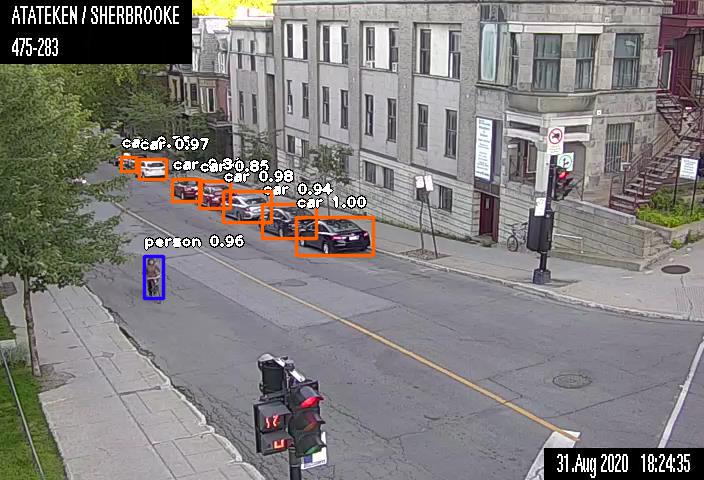 ATATEKEN / SHERBROOKE
475-283
car 0.97
car 0.85
car 0.98
car 0.94
car 1.00
person 0.96
31.Aug 2020 18:24:35